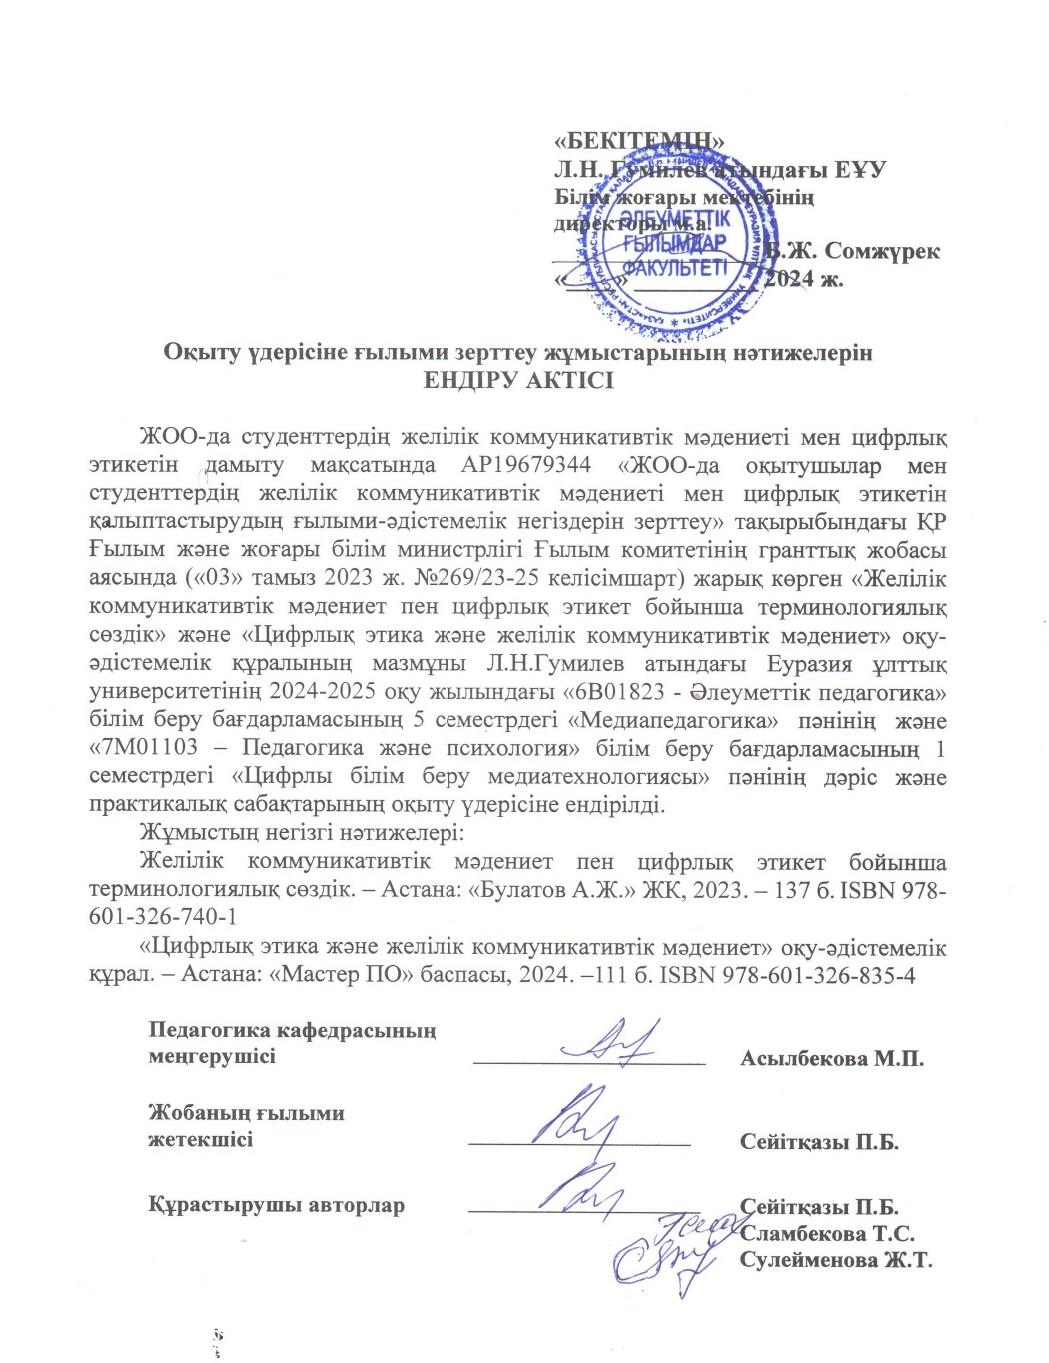 «БЕКІТЕМІН»
Л.Н. Гумилев атындағы ЕҰУ
Білім жоғары мектебінің
директоры м.а.
Б.Ж. Сомжүрек
«____» __________ 2024 ж.
ӘЛЕУМЕТТІК
ҒЫЛЫМДАР
ФАКУЛЬТЕТІ
Оқыту үдерісіне ғылыми зерттеу жұмыстарының нәтижелерін
ЕНДІРУ АКТІСІ
ЖОО-да студенттердің желілік коммуникативтік мәдениеті мен цифрлық
этикетін дамыту мақсатында АР19679344 «ЖОО-да оқытушылар мен
студенттердің желілік коммуникативтік мәдениеті мен цифрлық этикетін
қалыптастырудың ғылыми-әдістемелік негіздерін зерттеу» тақырыбындағы ҚР
Ғылым және жоғары білім министрлігі Ғылым комитетінің гранттық жобасы
аясында («03» тамыз 2023 ж. №269/23-25 келісімшарт) жарық көрген «Желілік
коммуникативтік мәдениет пен цифрлық этикет бойынша терминологиялық
сөздік» және «Цифрлық этика және желілік коммуникативтік мәдениет» оқу-
әдістемелік құралының мазмұны Л.Н.Гумилев атындағы Еуразия ұлттық
университетінің 2024-2025 оқу жылындағы «6В01823 - Әлеуметтік педагогика»
білім беру бағдарламасының 5 семестрдегі «Медиапедагогика» пәнінің және
«7М01103 – Педагогика және психология» білім беру бағдарламасының 1
семестрдегі «Цифрлы білім беру медиатехнологиясы» пәнінің дәріс және
практикалық сабақтарының оқыту үдерісіне ендірілді.
Жұмыстың негізгі нәтижелері:
Желілік коммуникативтік мәдениет пен цифрлық этикет бойынша
терминологиялық сөздік. – Астана: «Булатов А.Ж.» ЖК, 2023. – 137 б. ISBN 978-
601-326-740-1
«Цифрлық этика және желілік коммуникативтік мәдениет» оқу-әдістемелік
құрал. – Астана: «Мастер ПО» баспасы, 2024. –111 б. ISBN 978-601-326-835-4
Педагогика кафедрасының
меңгерушісі Асылбекова М.П.
Жобаның ғылыми
жетекшісі Сейітқазы П.Б.
Құрастырушы авторлар Сейітқазы П.Б.
Сламбекова Т.С.
Сулейменова Ж.Т.